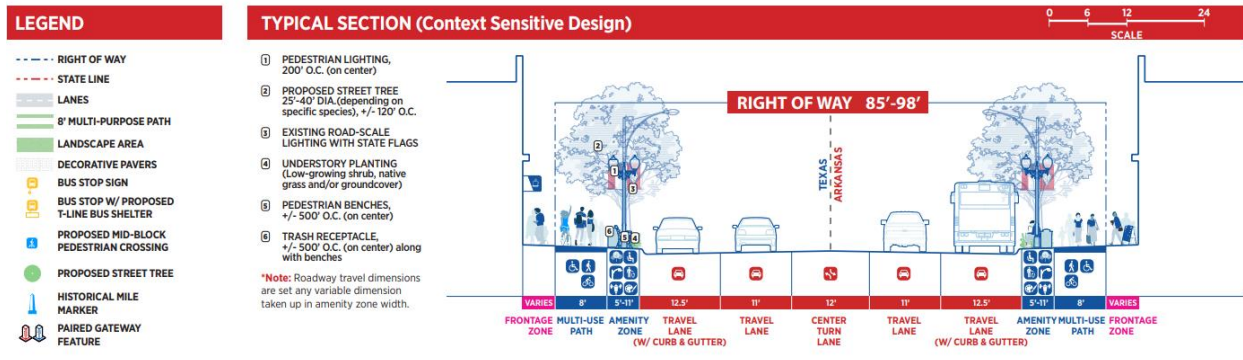 LEGEND
RIGHT OF WAY
STATE LINE
LANES
8' MULTI-PURPOSE PATH
LANDSCAPE AREA
DECORATIVE PAVERS
BUS STOP SIGN
BUS STOP W/ PROPOSED
T-LINE BUS SHELTER
PROPOSED MID-BLOCK
PEDESTRIAN CROSSING
PROPOSED STREET TREE
HISTORICAL MILE
MARKER
PAIRED GATEWAY
FEATURE
TYPICAL SECTION (Context Sensitive Design)
0 6 12 24
SCALE
1 PEDESTRIAN LIGHTING,
200' O.C. (on center)
2 PROPOSED STREET TREE
25'-40' DIA.(depending on
specific species), +/- 120' O.C.
3 EXISTING ROAD-SCALE
LIGHTING WITH STATE FLAGS
4 UNDERSTORY PLANTING
(Low-growing shrub, native
grass and/or groundcover)
5 PEDESTRIAN BENCHES,
+/- 500' O.C. (on center)
6 TRASH RECEPTACLE,
+/- 500' O.C. (on center) along
with benches
*Note: Roadway travel dimensions
are set any variable dimension
taken up in amenity zone width.
RIGHT OF WAY 85'-98'
TEXAS
ARKANSAS
2
1
3
6 5 4
VARIES 8' 5'-11' 12.5' 11' 12' 11' 12.5' 5'-11' 8' VARIES
FRONTAGE ZONE
MULTI-USE PATH
AMENITY ZONE
TRAVEL LANE (W/ CURB & GUTTER)
TRAVEL LANE
CENTER TURN LANE
TRAVEL LANE
TRAVEL LANE (W/ CURB & GUTTER)
AMENITY ZONE
MULTI-USE PATH
FRONTAGE ZONE